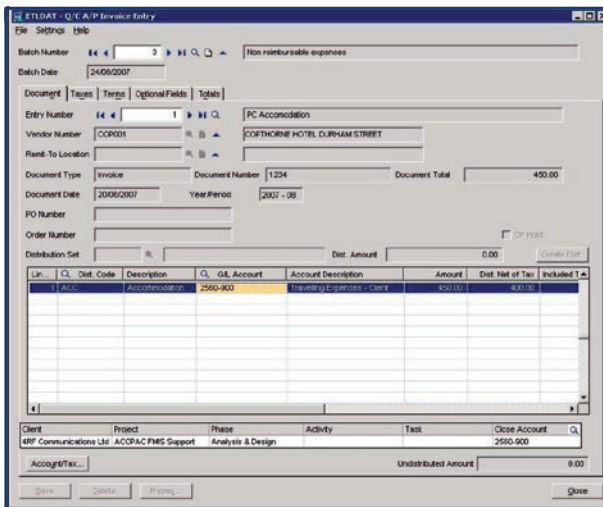 ETLDAT - Q/C A/P Invoice Entry
File Settings Help
Batch Number 3 Non reimbursable expenses
Batch Date 24/08/2007
Document Taxes Terms Optional Fields Totals
Entry Number 1 PC Accomodation
Vendor Number COP001 COPTHORNE HOTEL DURHAM STREET
Remit-To Location
Document Type Invoice Document Number 1234 Document Total 450.00
Document Date 20/08/2007 Year/Period 2007 - 08
PO Number
Order Number On Hold
Distribution Set Dist. Amount 0.00 Create Dist.
Lin... Dist. Code Description G/L Account Account Description Amount Dist. Net of Tax Included T
1 ACC Accommodation 2560-900 Travelling Expenses - Client 450.00 400.00
Client Project Phase Activity Task Close Account
4RF Communications Ltd ACCPAC FMIS Support Analysis & Design 2560-900
Account/Tax... Undistributed Amount 0.00
Save Delete Prepay... Close